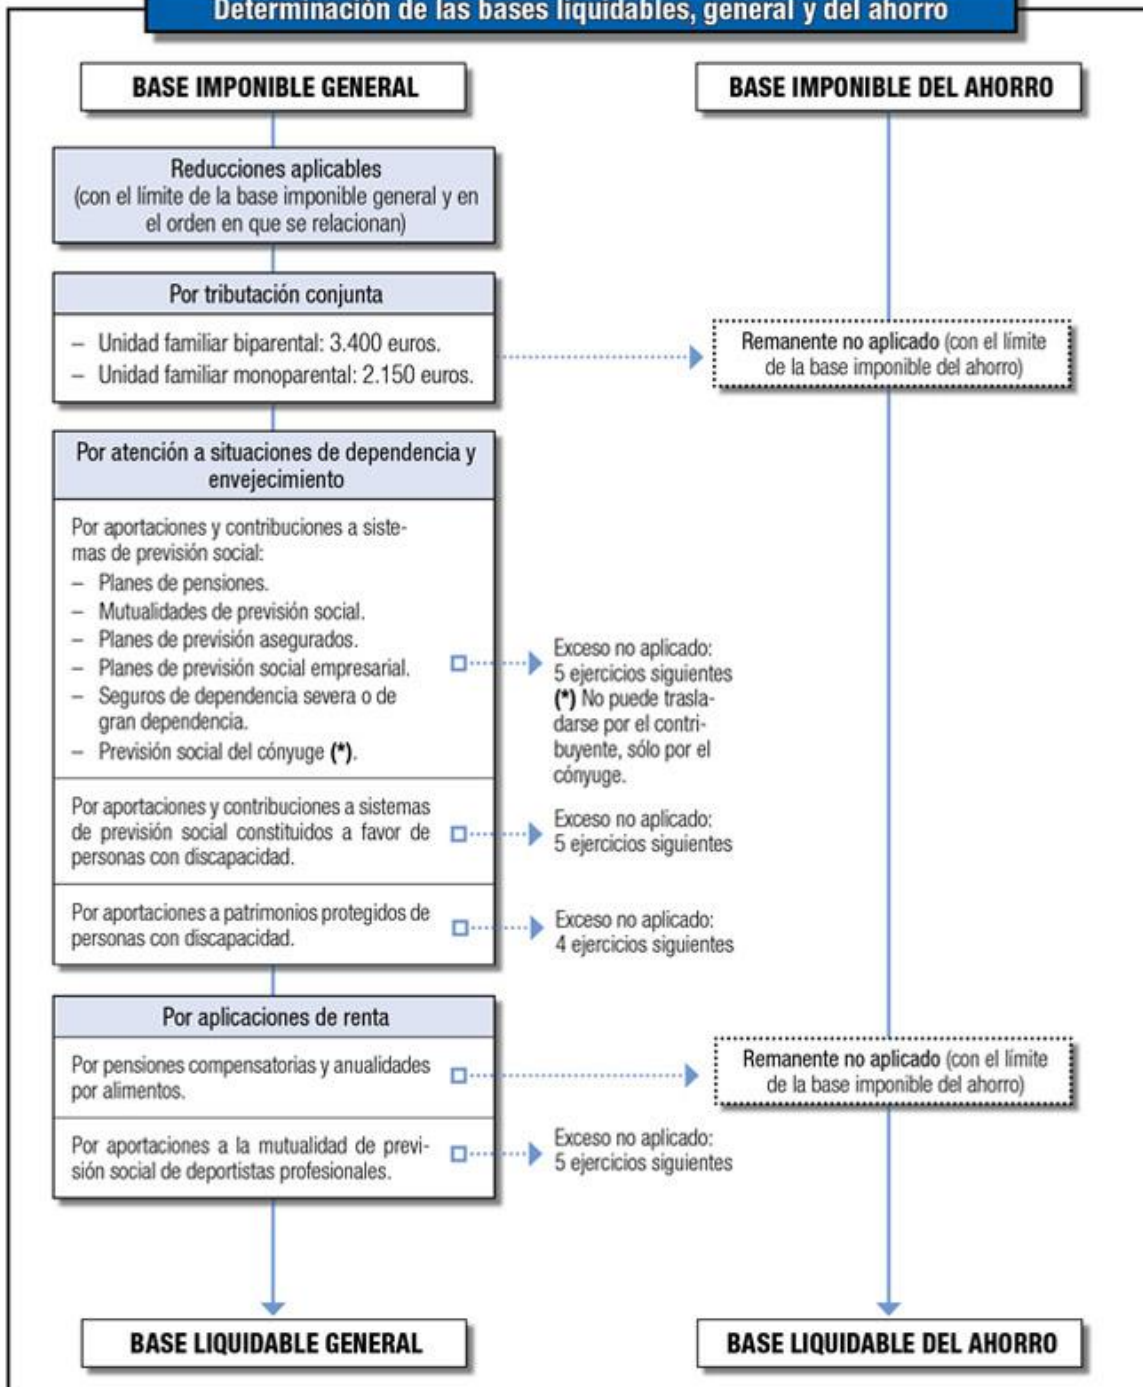 Determinación de las bases liquidables, general y del ahorro
BASE IMPONIBLE GENERAL
BASE IMPONIBLE DEL AHORRO
Reducciones aplicables
(con el límite de la base imponible general y en
el orden en que se relacionan)
Por tributación conjunta
– Unidad familiar biparental: 3.400 euros.
– Unidad familiar monoparental: 2.150 euros.
Remanente no aplicado (con el límite
de la base imponible del ahorro)
Por atención a situaciones de dependencia y
envejecimiento
Por aportaciones y contribuciones a siste-
mas de previsión social:
– Planes de pensiones.
– Mutualidades de previsión social.
– Planes de previsión asegurados.
– Planes de previsión social empresarial.
– Seguros de dependencia severa o de
gran dependencia.
– Previsión social del cónyuge (*).
Exceso no aplicado:
5 ejercicios siguientes
(*) No puede trasla-
darse por el contri-
buyente, sólo por el
cónyuge.
Por aportaciones y contribuciones a sistemas
de previsión social constituidos a favor de
personas con discapacidad.
Exceso no aplicado:
5 ejercicios siguientes
Por aportaciones a patrimonios protegidos de
personas con discapacidad.
Exceso no aplicado:
4 ejercicios siguientes
Por aplicaciones de renta
Por pensiones compensatorias y anualidades
por alimentos.
Remanente no aplicado (con el límite
de la base imponible del ahorro)
Por aportaciones a la mutualidad de previ-
sión social de deportistas profesionales.
Exceso no aplicado:
5 ejercicios siguientes
BASE LIQUIDABLE GENERAL
BASE LIQUIDABLE DEL AHORRO